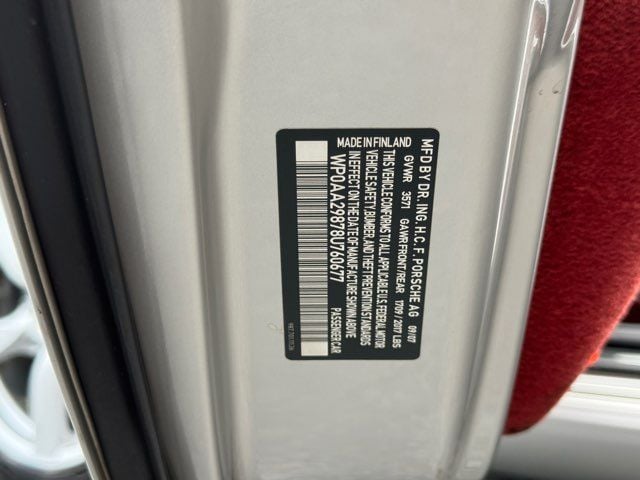 MFD BY DR. ING. H.C. F. PORSCHE AG
MADE IN FINLAND 09/07
GVWR 3571 GAWR FRONT/REAR 1709 / 2017 LBS
THIS VEHICLE CONFORMS TO ALL APPLICABLE U.S. FEDERAL MOTOR
VEHICLE SAFETY, BUMPER, AND THEFT PREVENTION STANDARDS
IN EFFECT ON THE DATE OF MANUFACTURE SHOWN ABOVE
WP0AA29878U760677 PASSENGER CAR